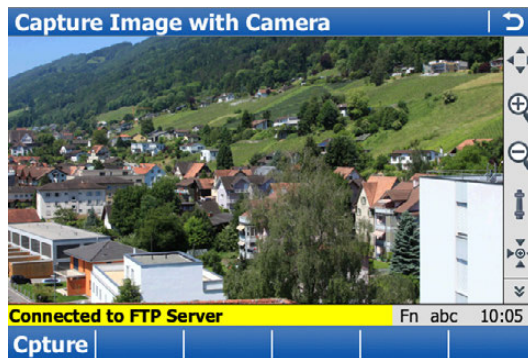 Capture Image with Camera
Connected to FTP Server Fn abc 10:05
Cpture